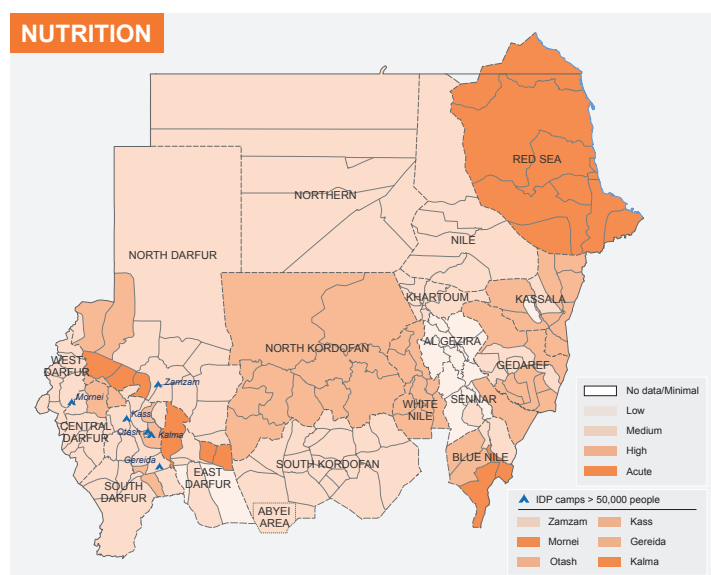 NUTRITION
RED SEA
NORTHERN
NILE
NORTH DARFUR
KHARTOUM
KASSALA
AL GEZIRA
NORTH KORDOFAN
GEDAREF
WEST
DARFUR
Zamzam
Mornei
WHITE
NILE
SENNAR
Kass
CENTRAL
DARFUR
Otash
Kalma
Gereida
BLUE NILE
SOUTH KORDOFAN
EAST
DARFUR
SOUTH
DARFUR
ABYEI
AREA
No data/Minimal
Low
Medium
High
Acute
IDP camps > 50,000 people
Zamzam
Kass
Mornei
Gereida
Otash
Kalma